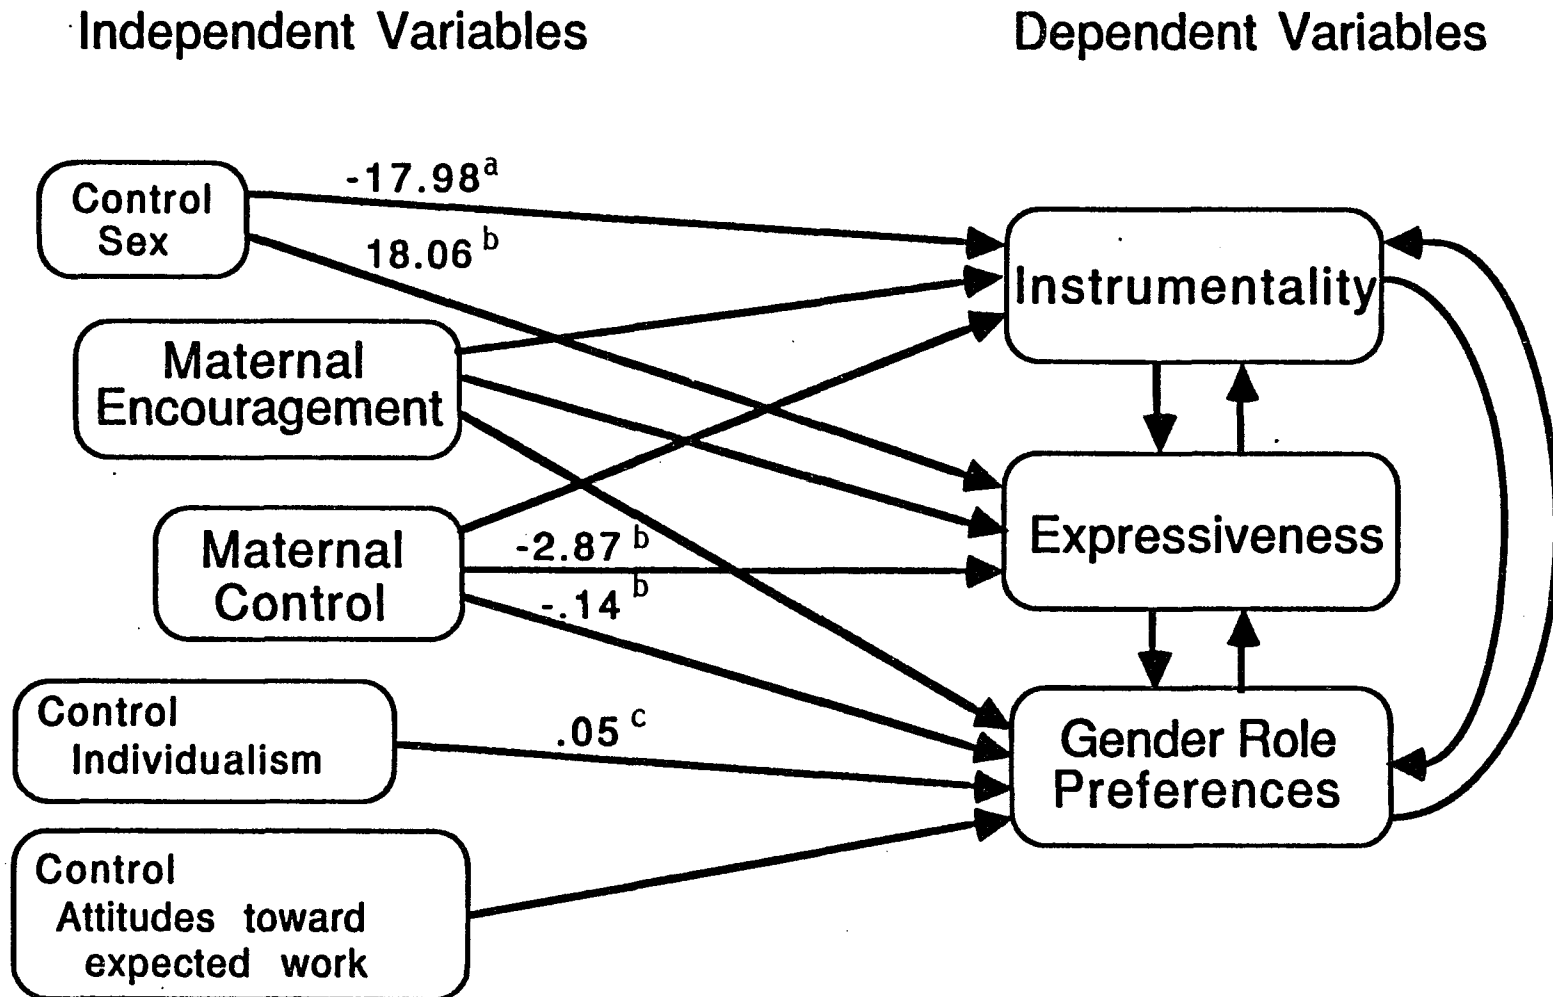 Independent Variables
Dependent Variables
Control
Sex
-17.98a
18.06 b
Maternal
Encouragement
Maternal
Control
-2.87 b
-.14 b
Control
Individualism
.05 c
Control
Attitudes toward
expected work
Instrumentality
Expressiveness
Gender Role
Preferences